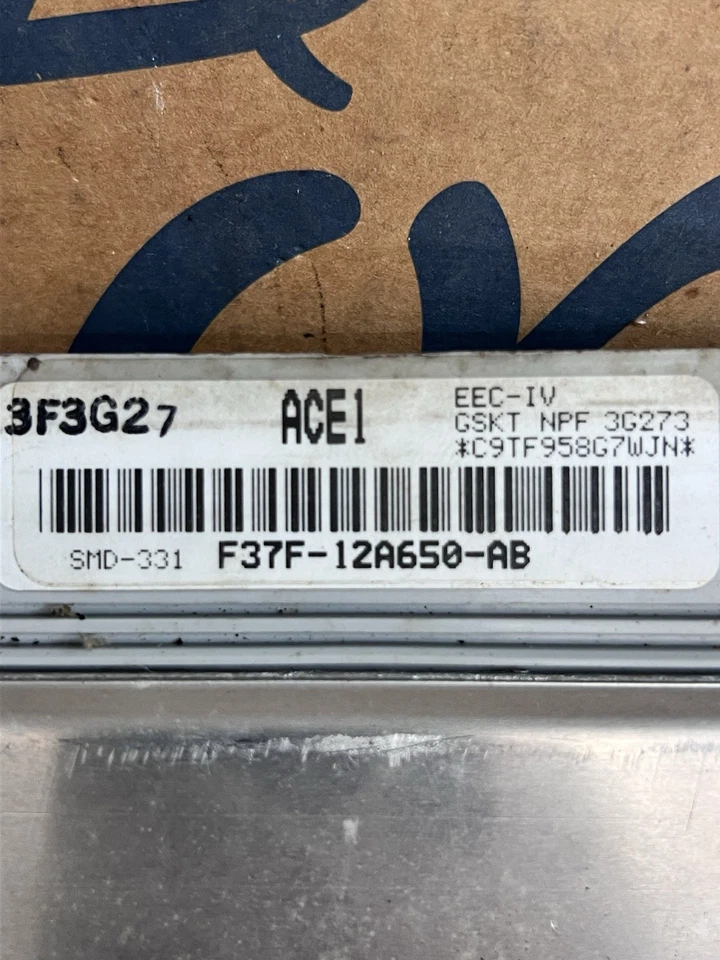 3F3G27
ACE1
EEC-IV
GSKT NPF 3G273
*C9TF958G7WJN*
SMD-331 F37F-12A650-AB